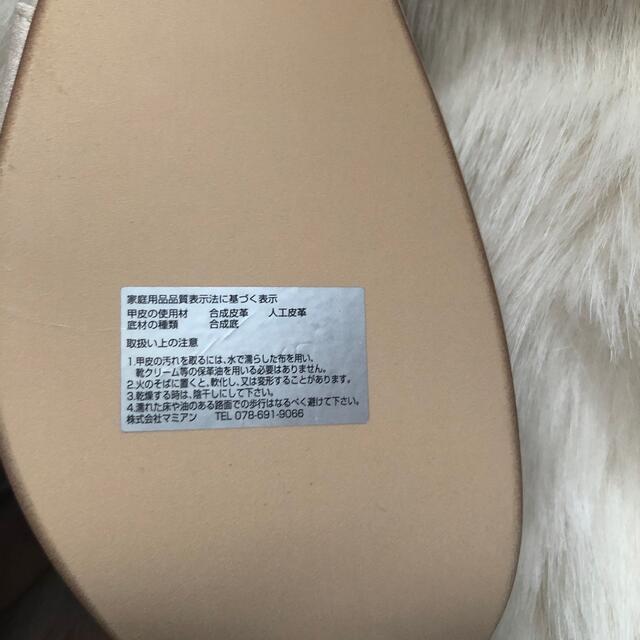 家庭用品品質表示法に基づく表示
甲皮の使用材 合成皮革 人工皮革
底材の種類 合成底
取扱い上の注意
1.甲皮の汚れを取るには、水で濡らした布を用い、
靴クリーム等の保革油を用いる必要はありません。
2.火のそばに置くと、軟化し、又は変形することがあります。
3.乾燥する時は、陰干しにして下さい。
4.濡れた床や油のある路面での歩行はなるべく避けて下さい。
株式会社マミアン TEL 078-691-9066